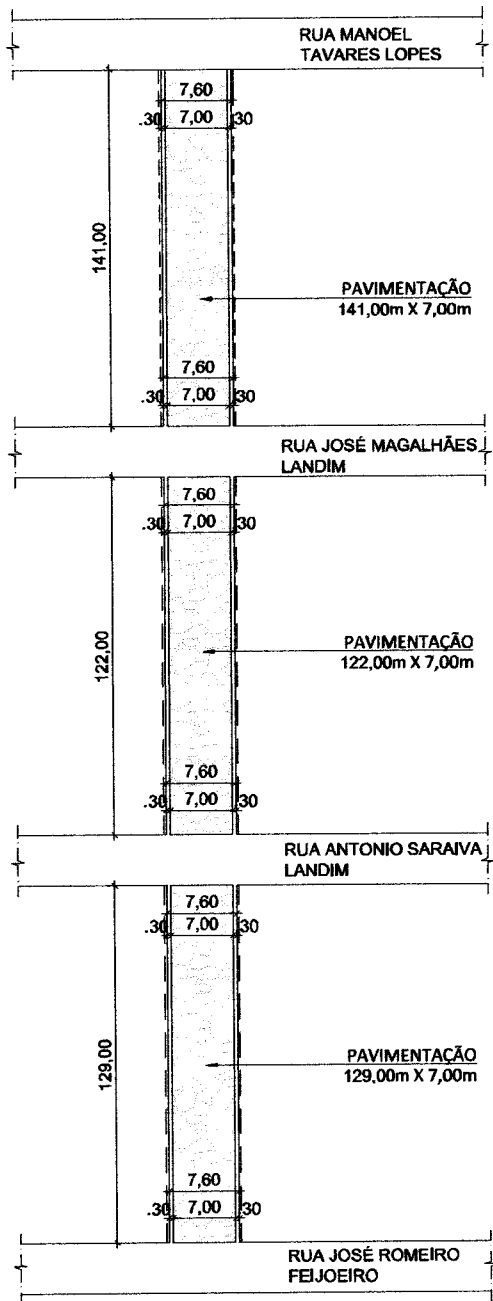 RUA MANOEL
TAVARES LOPES
7,60
.30 7,00 .30
141,00
PAVIMENTAÇÃO
141,00m X 7,00m
7,60
.30 7,00 .30
RUA JOSÉ MAGALHÃES
LANDIM
7,60
.30 7,00 .30
122,00
PAVIMENTAÇÃO
122,00m X 7,00m
7,60
.30 7,00 .30
RUA ANTONIO SARAIVA
LANDIM
7,60
.30 7,00 .30
129,00
PAVIMENTAÇÃO
129,00m X 7,00m
7,60
.30 7,00 .30
RUA JOSÉ ROMEIRO
FEIJOEIRO